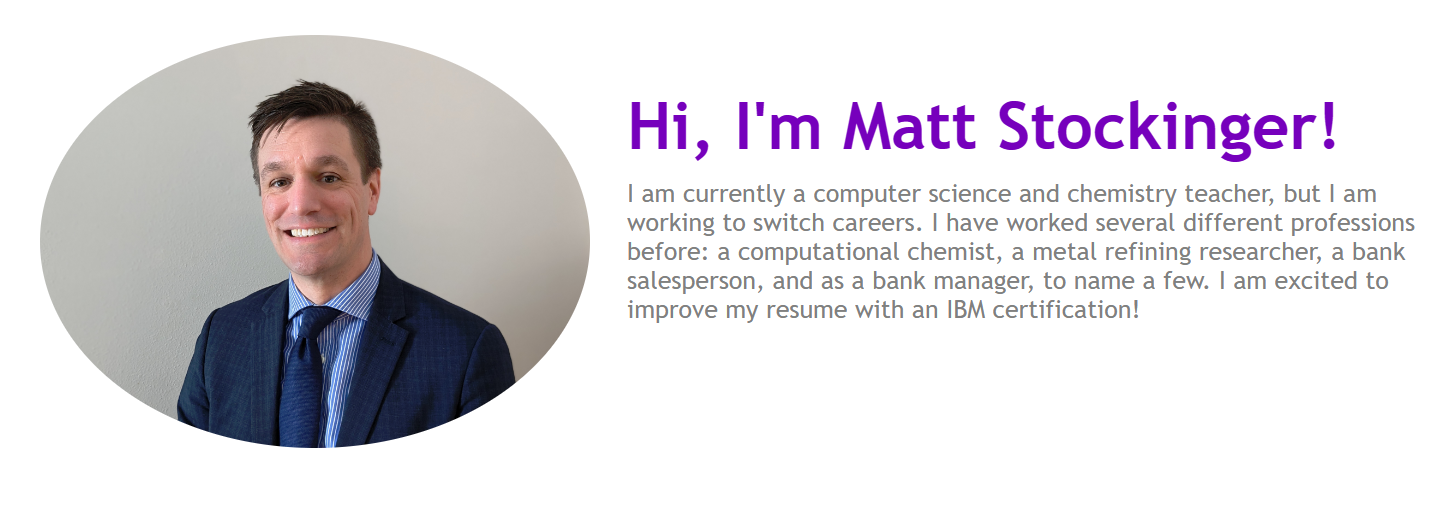 Hi, I'm Matt Stockinger!
I am currently a computer science and chemistry teacher, but I am
working to switch careers. I have worked several different professions
before: a computational chemist, a metal refining researcher, a bank
salesperson, and as a bank manager, to name a few. I am excited to
improve my resume with an IBM certification!